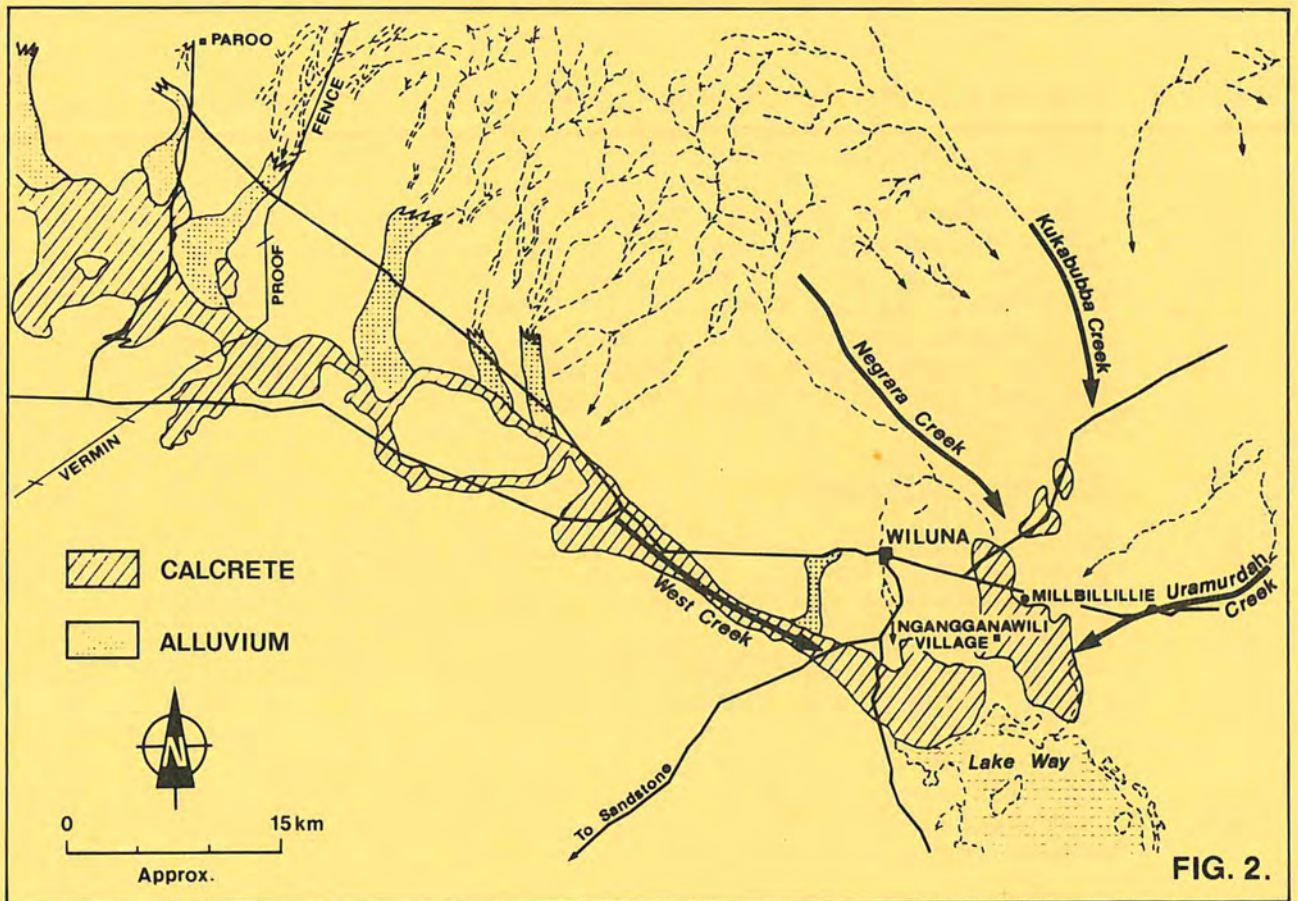 PAROO
FENCE
PROOF
VERMIN
Kukabubba Creek
Negrara Creek
WILUNA
MILLBILLILLIE
Uramurdah
Creek
NGANGGANAWILI
VILLAGE
West Creek
CALCRETE
ALLUVIUM
N
Lake Way
To Sandstone
0 15 km
Approx.
FIG. 2.